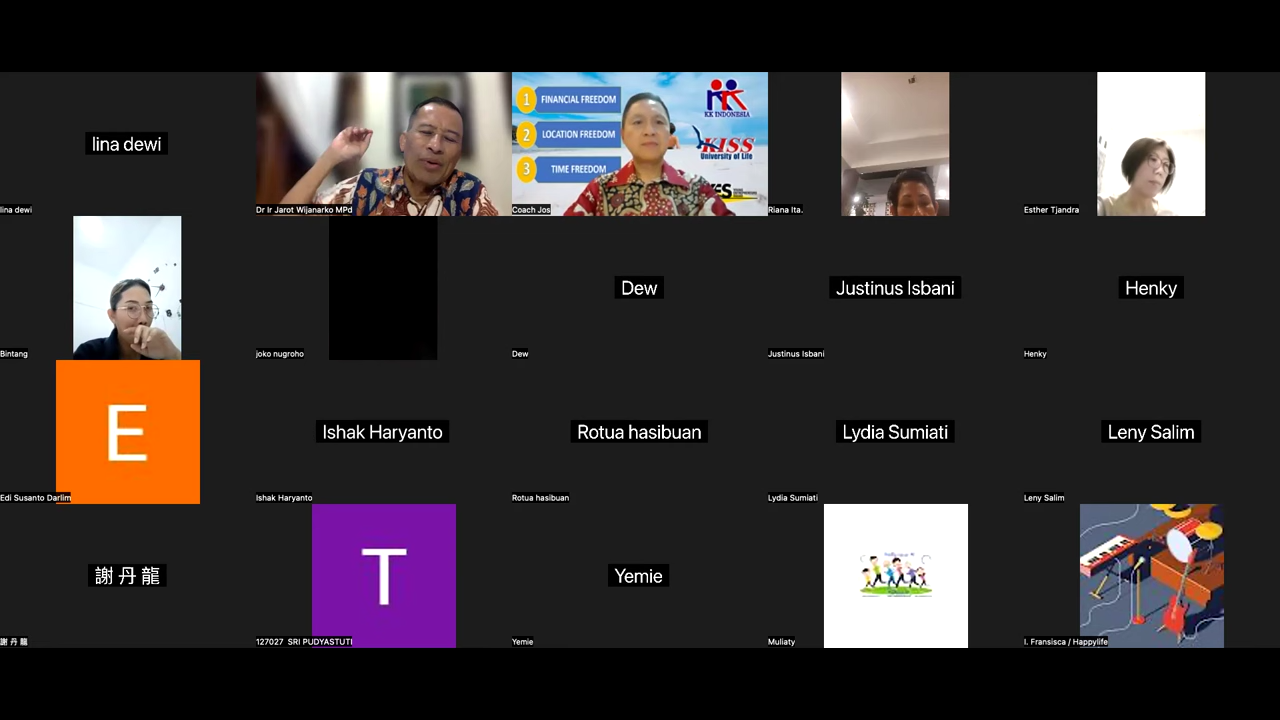 lina dewi
lina dewi
Dr Ir Jarot Wijanarko MPd
1 FINANCIAL FREEDOM
2 LOCATION FREEDOM
3 TIME FREEDOM
KK INDONESIA
KISS
University of Life
YES
Coach Jos
Riana Ita.
Esther Tjandra
Bintang
joko nugroho
Dew
Dew
Justinus Isbani
Justinus Isbani
Henky
Henky
E
Edi Susanto Darlim
Ishak Haryanto
Ishak Haryanto
Rotua hasibuan
Rotua hasibuan
Lydia Sumiati
Lydia Sumiati
Leny Salim
Leny Salim
謝 丹 龍
謝 丹 龍
T
127027 SRI PUDYASTUTI
Yemie
Yemie
Muliaty
I. Fransisca / Happylife